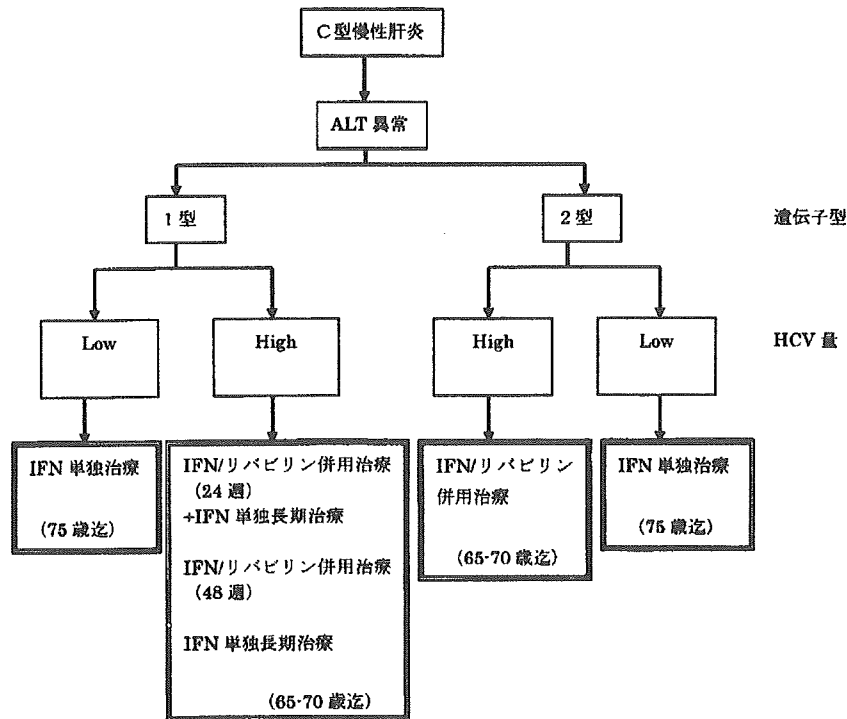 C型慢性肝炎
ALT 異常
1型
2型
遺伝子型
Low
High
High
Low
HCV 量
IFN 単独治療
(75 歳迄)
IFN/リバビリン併用治療
(24 週)
+IFN 単独長期治療
IFN/リバビリン併用治療
(48 週)
IFN 単独長期治療
(65-70 歳迄)
IFN/リバビリン
併用治療
(65-70 歳迄)
IFN 単独治療
(75 歳迄)